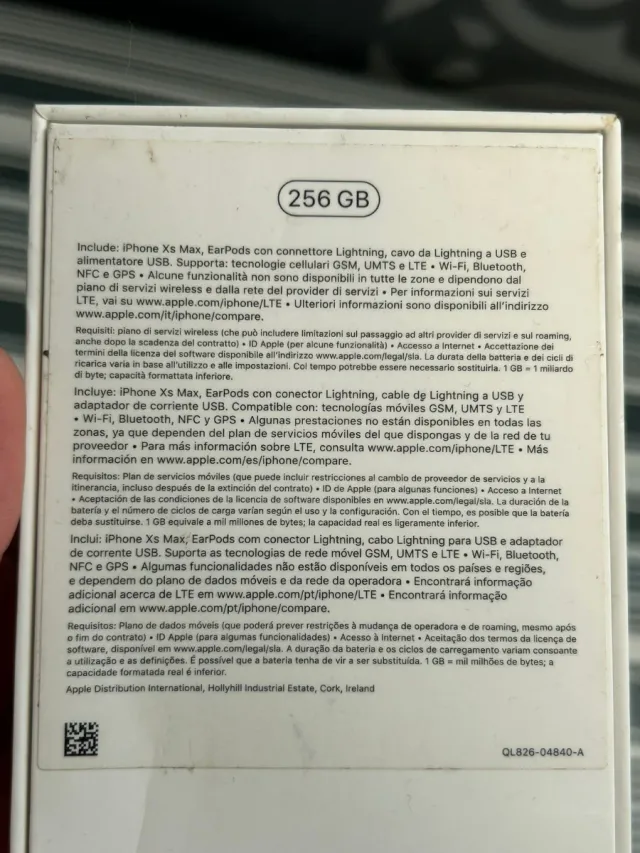 256 GB
Include: iPhone Xs Max, EarPods con connettore Lightning, cavo da Lightning a USB e
alimentatore USB. Supporta: tecnologie cellulari GSM, UMTS e LTE • Wi-Fi, Bluetooth,
NFC e GPS • Alcune funzionalità non sono disponibili in tutte le zone e dipendono dal
piano di servizi wireless e dalla rete del provider di servizi • Per informazioni sui servizi
LTE, vai su www.apple.com/iphone/LTE • Ulteriori informazioni sono disponibili all'indirizzo
www.apple.com/it/iphone/compare.
Requisiti: piano di servizi wireless (che può includere limitazioni sul passaggio ad altri provider di servizi e sul roaming,
anche dopo la scadenza del contratto) • ID Apple (per alcune funzionalità) • Accesso a Internet • Accettazione dei
termini della licenza del software disponibile all'indirizzo www.apple.com/legal/sla. La durata della batteria e dei cicli di
ricarica varia in base all'utilizzo e alle impostazioni. Col tempo potrebbe essere necessario sostituirla. 1 GB = 1 miliardo
di byte; capacità formattata inferiore.
Incluye: iPhone Xs Max, EarPods con conector Lightning, cable de Lightning a USB y
adaptador de corriente USB. Compatible con: tecnologías móviles GSM, UMTS y LTE
• Wi-Fi, Bluetooth, NFC y GPS • Algunas prestaciones no están disponibles en todas las
zonas, ya que dependen del plan de servicios móviles del que dispongas y de la red de tu
proveedor • Para más información sobre LTE, consulta www.apple.com/iphone/LTE • Más
información en www.apple.com/es/iphone/compare.
Requisitos: Plan de servicios móviles (que puede incluir restricciones al cambio de proveedor de servicios y a la
itinerancia, incluso después de la extinción del contrato) • ID de Apple (para algunas funciones) • Acceso a Internet
• Aceptación de las condiciones de la licencia de software disponibles en www.apple.com/legal/sla. La duración de la
batería y el número de ciclos de carga varían según el uso y la configuración. Con el tiempo, es posible que la batería
deba sustituirse. 1 GB equivale a mil millones de bytes; la capacidad real es ligeramente inferior.
Inclui: iPhone Xs Max, EarPods com conector Lightning, cabo Lightning para USB e adaptador
de corrente USB. Suporta as tecnologias de rede móvel GSM, UMTS e LTE • Wi-Fi, Bluetooth,
NFC e GPS • Algumas funcionalidades não estão disponíveis em todos os países e regiões,
e dependem do plano de dados móveis e da rede da operadora • Encontrará informação
adicional acerca de LTE em www.apple.com/pt/iphone/LTE • Encontrará informação
adicional em www.apple.com/pt/iphone/compare.
Requisitos: Plano de dados móveis (que poderá prever restrições à mudança de operadora e de roaming, mesmo após
o fim do contrato) • ID Apple (para algumas funcionalidades) • Acesso à Internet • Aceitação dos termos da licença de
software, disponível em www.apple.com/legal/sla. A duração da bateria e os ciclos de carregamento variam consoante
a utilização e as definições. É possível que a bateria tenha de vir a ser substituída. 1 GB = mil milhões de bytes; a
capacidade formatada real é inferior.
Apple Distribution International, Hollyhill Industrial Estate, Cork, Ireland
QL826-04840-A